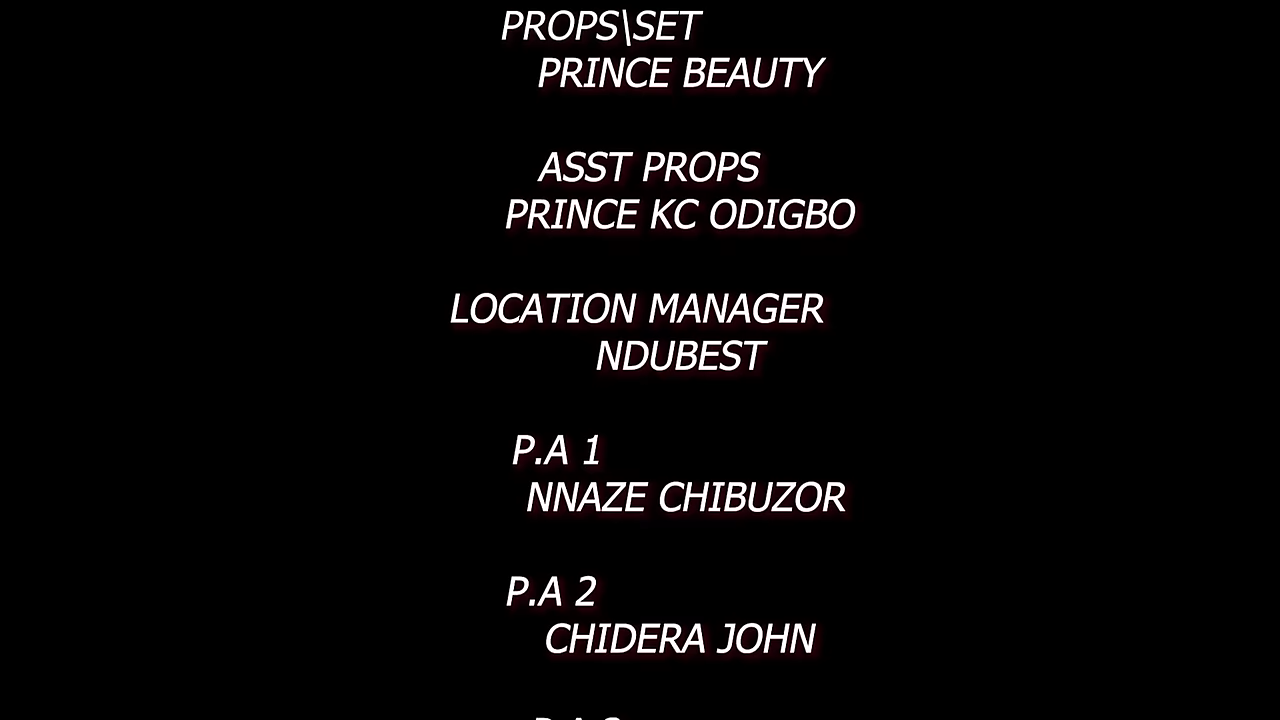 PROPS\SET
PRINCE BEAUTY
ASST PROPS
PRINCE KC ODIGBO
LOCATION MANAGER
NDUBEST
P.A 1
NNAZE CHIBUZOR
P.A 2
CHIDERA JOHN